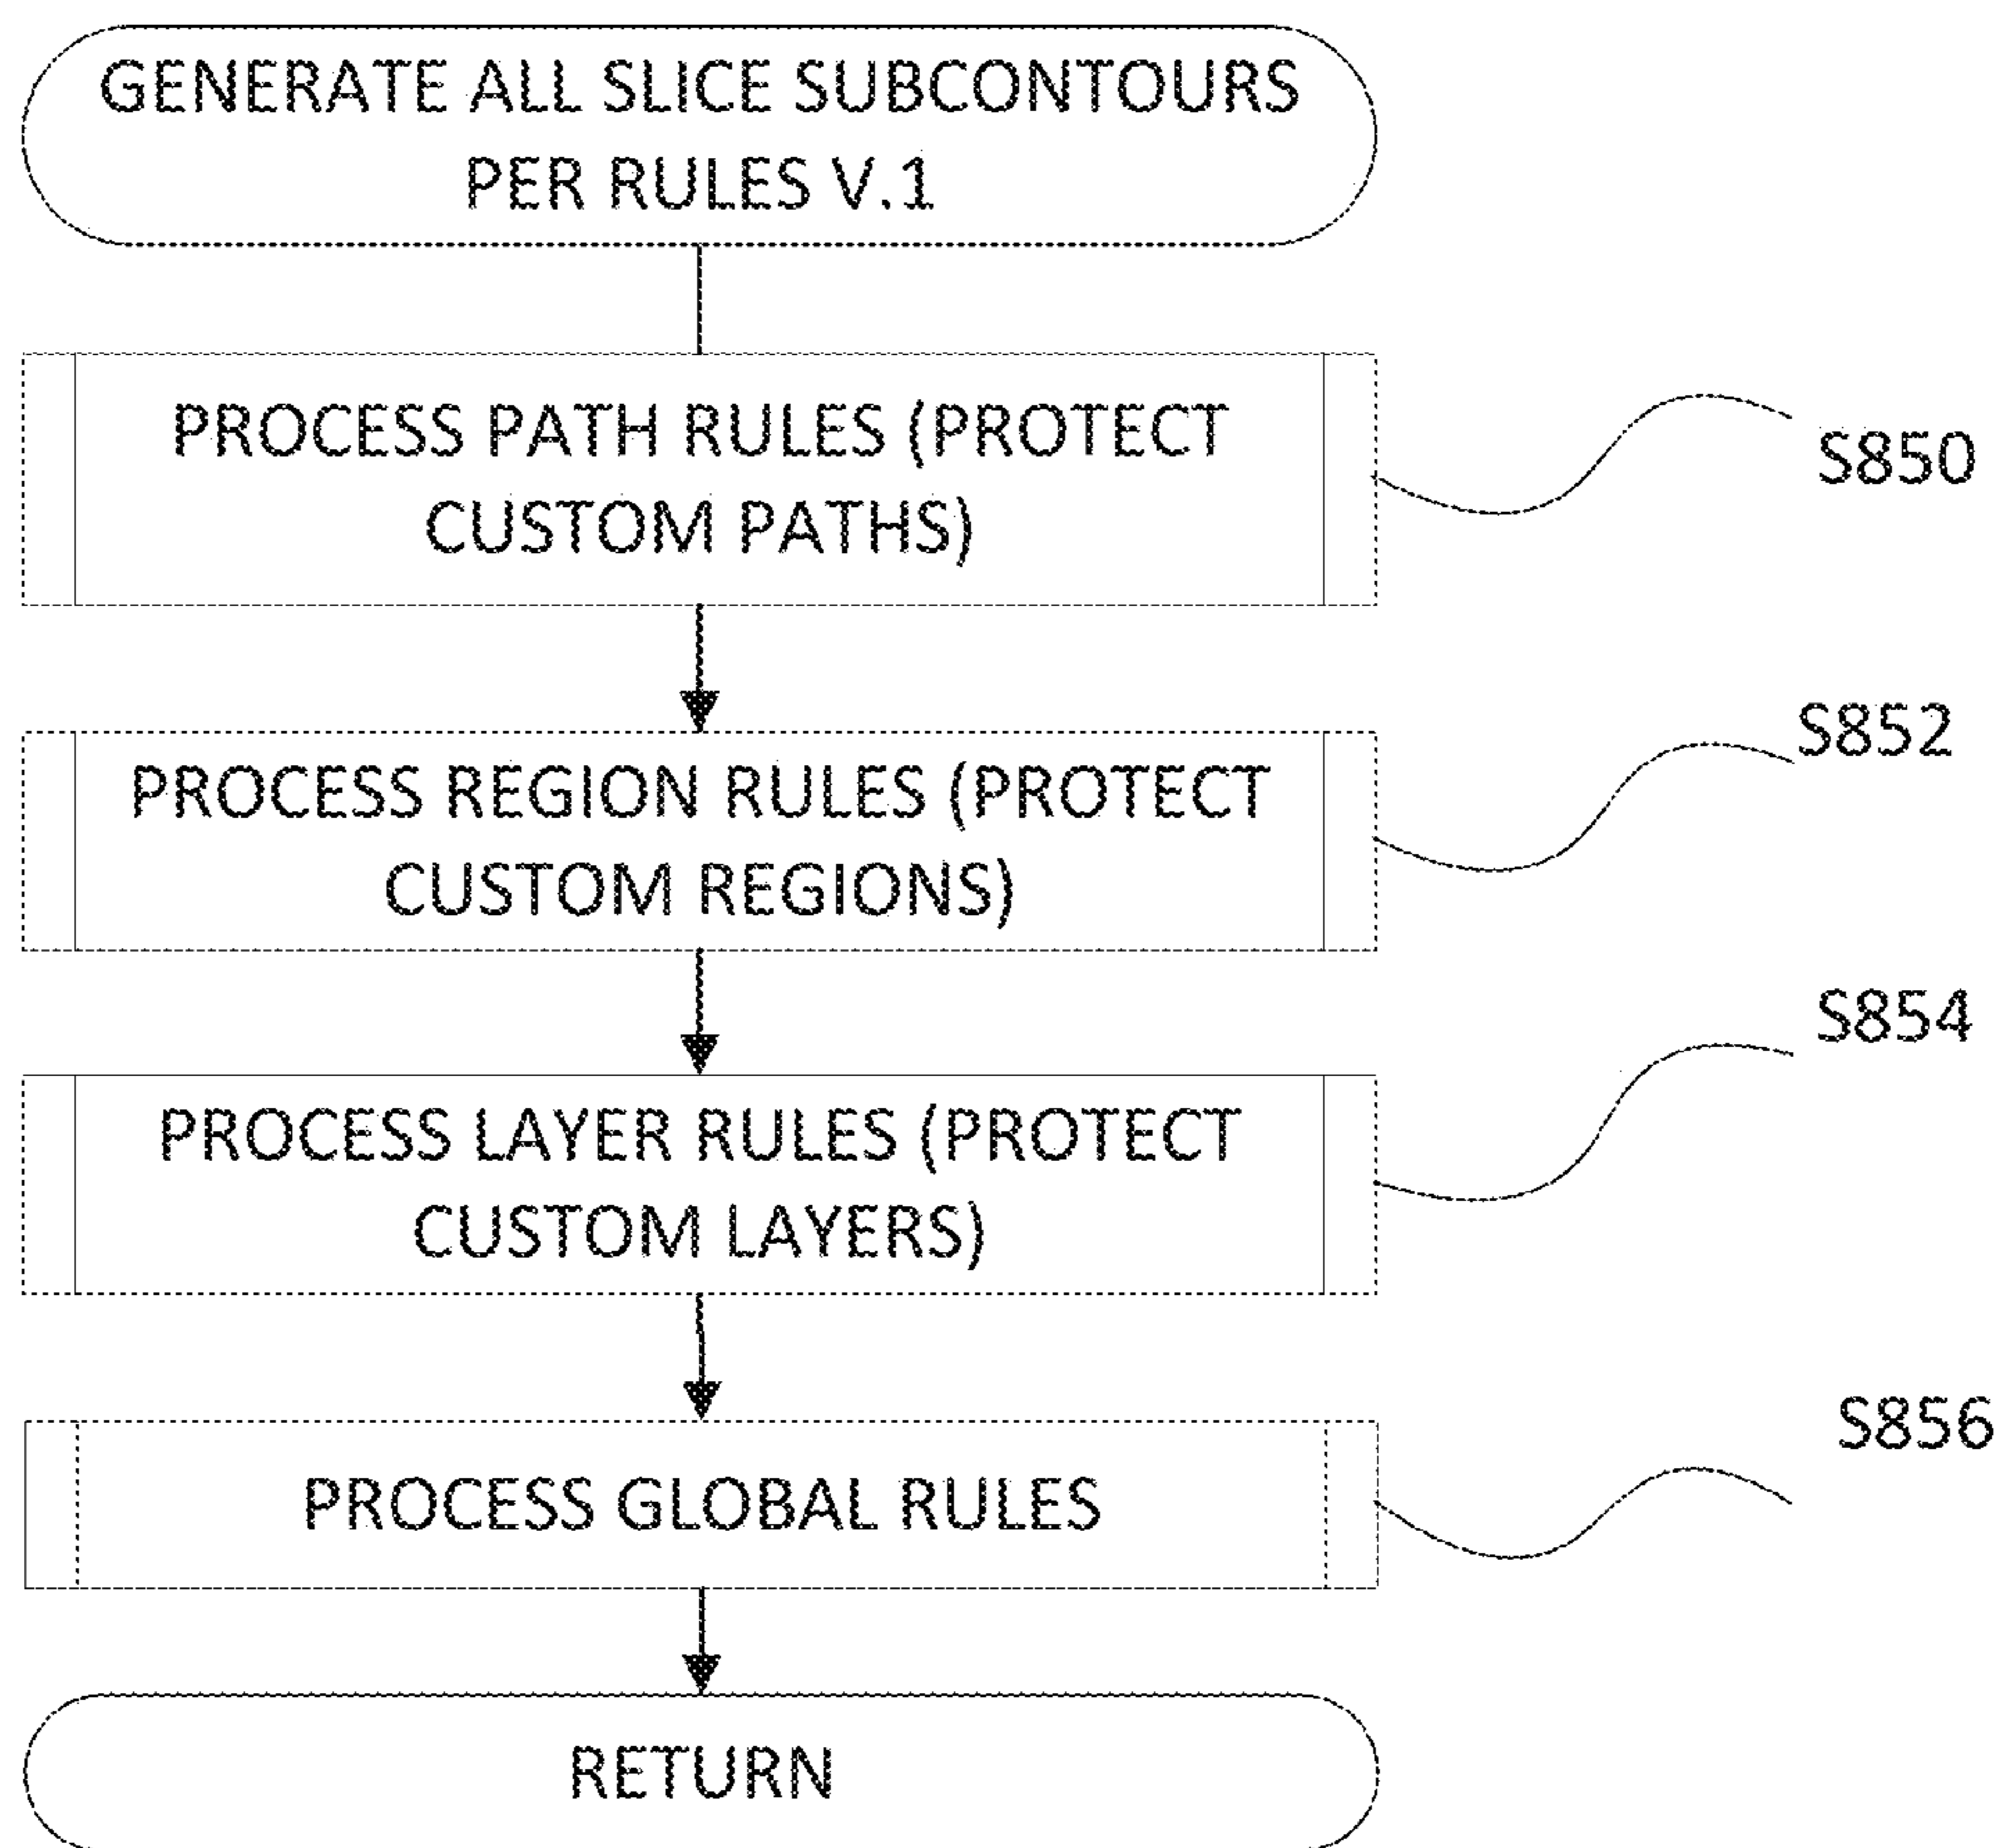 GENERATE ALL SLICE SUBCONTOURS
PER RULES V.1
PROCESS PATH RULES (PROTECT
CUSTOM PATHS)
S850
PROCESS REGION RULES (PROTECT
CUSTOM REGIONS)
S852
PROCESS LAYER RULES (PROTECT
CUSTOM LAYERS)
S854
PROCESS GLOBAL RULES
S856
RETURN